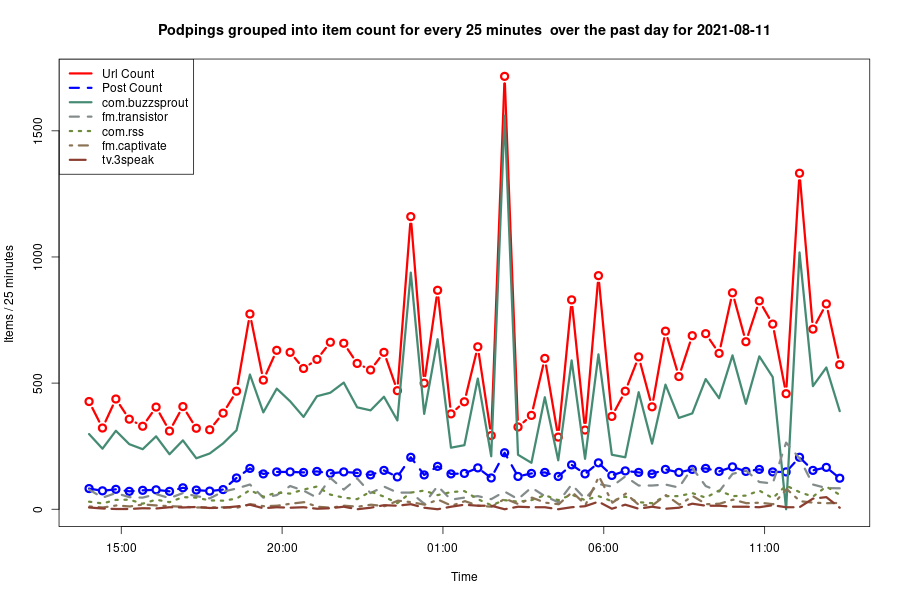 Podpings grouped into item count for every 25 minutes  over the past day for 2021-08-11
Url Count
Post Count
com.buzzsprout
fm.transistor
com.rss
fm.captivate
tv.3speak
Items / 25 minutes
1500
1000
500
0
15:00
20:00
01:00
06:00
11:00
Time